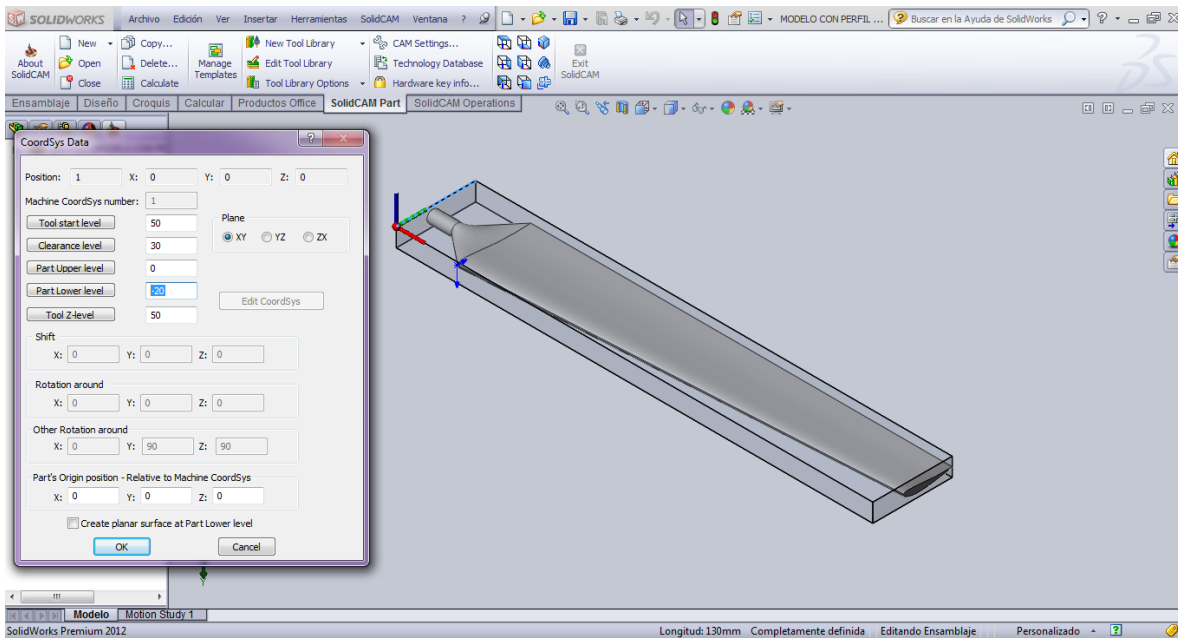 SOLIDWORKS Archivo Edición Ver Insertar Herramientas SolidCAM Ventana ? MODELO CON PERFIL ... Buscar en la Ayuda de SolidWorks
New Copy... New Tool Library CAM Settings...
About SolidCAM Open Delete... Manage Templates Edit Tool Library Technology Database Exit SolidCAM
Close Calculate Tool Library Options Hardware key info...
Ensamblaje Diseño Croquis Calcular Productos Office SolidCAM Part SolidCAM Operations
CoordSys Data
Position: 1 X: 0 Y: 0 Z: 0
Machine CoordSys number: 1
Tool start level 50 Plane
Clearance level 30 XY YZ ZX
Part Upper level 0
Part Lower level -20 Edit CoordSys
Tool Z-level 50
Shift
X: 0 Y: 0 Z: 0
Rotation around
X: 0 Y: 0 Z: 0
Other Rotation around
X: 0 Y: 90 Z: 90
Part's Origin position - Relative to Machine CoordSys
X: 0 Y: 0 Z: 0
Create planar surface at Part Lower level
OK Cancel
Modelo Motion Study 1
SolidWorks Premium 2012 Longitud: 130mm Completamente definida Editando Ensamblaje Personalizado